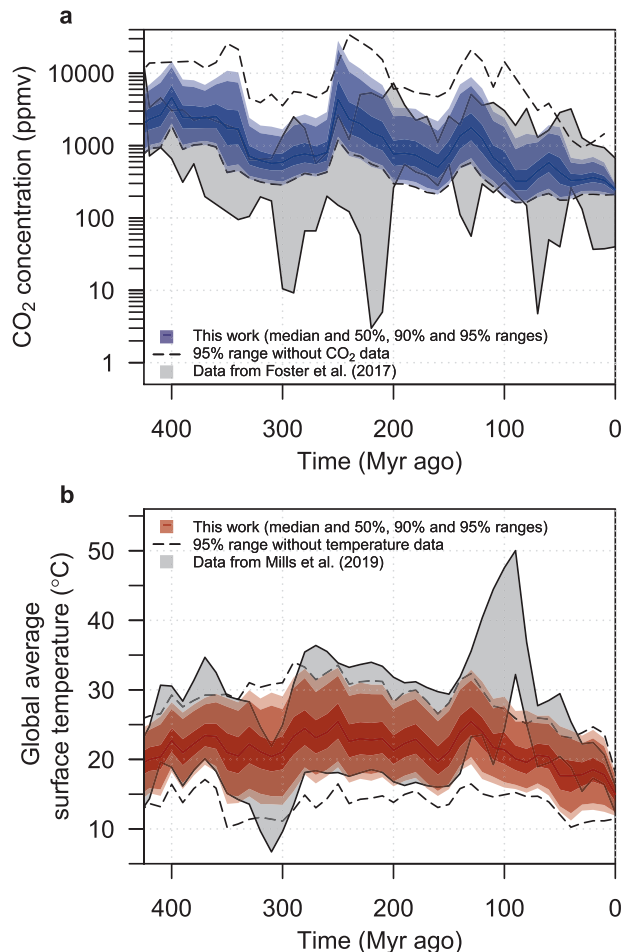 a
CO2 concentration (ppmv)
10000
1000
100
10
1
This work (median and 50%, 90% and 95% ranges)
95% range without CO2 data
Data from Foster et al. (2017)
400 300 200 100 0
Time (Myr ago)
b
Global average
surface temperature (°C)
50
40
30
20
10
This work (median and 50%, 90% and 95% ranges)
95% range without temperature data
Data from Mills et al. (2019)
400 300 200 100 0
Time (Myr ago)